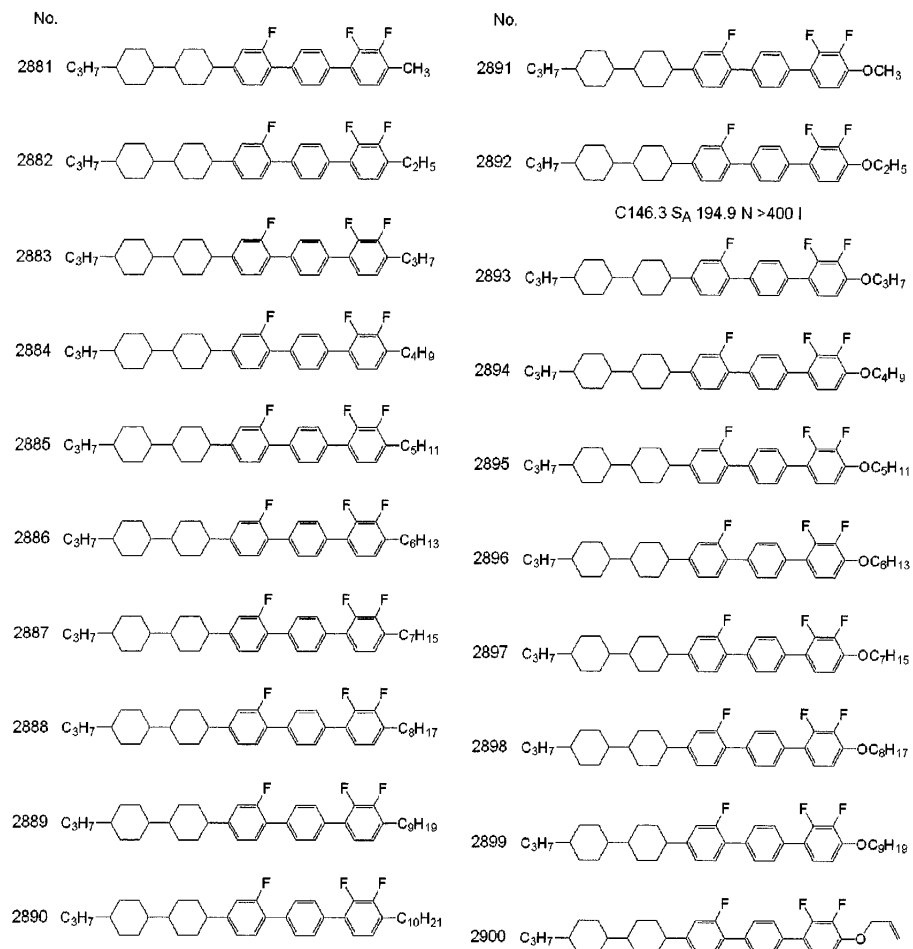 No.
F F F
2881 C3H7 CH3
F F F
2882 C3H7 C2H5
F F F
2883 C3H7 C3H7
F F F
2884 C3H7 C4H9
F F F
2885 C3H7 C5H11
F F F
2886 C3H7 C6H13
F F F
2887 C3H7 C7H15
F F F
2888 C3H7 C8H17
F F F
2889 C3H7 C9H19
F F F
2890 C3H7 C10H21
No.
F F F
2891 C3H7 OCH3
F F F
2892 C3H7 OC2H5
C146.3 SA 194.9 N >400 I
F F F
2893 C3H7 OC3H7
F F F
2894 C3H7 OC4H9
F F F
2895 C3H7 OC5H11
F F F
2896 C3H7 OC6H13
F F F
2897 C3H7 OC7H15
F F F
2898 C3H7 OC8H17
F F F
2899 C3H7 OC9H19
F F F
2900 C3H7 O